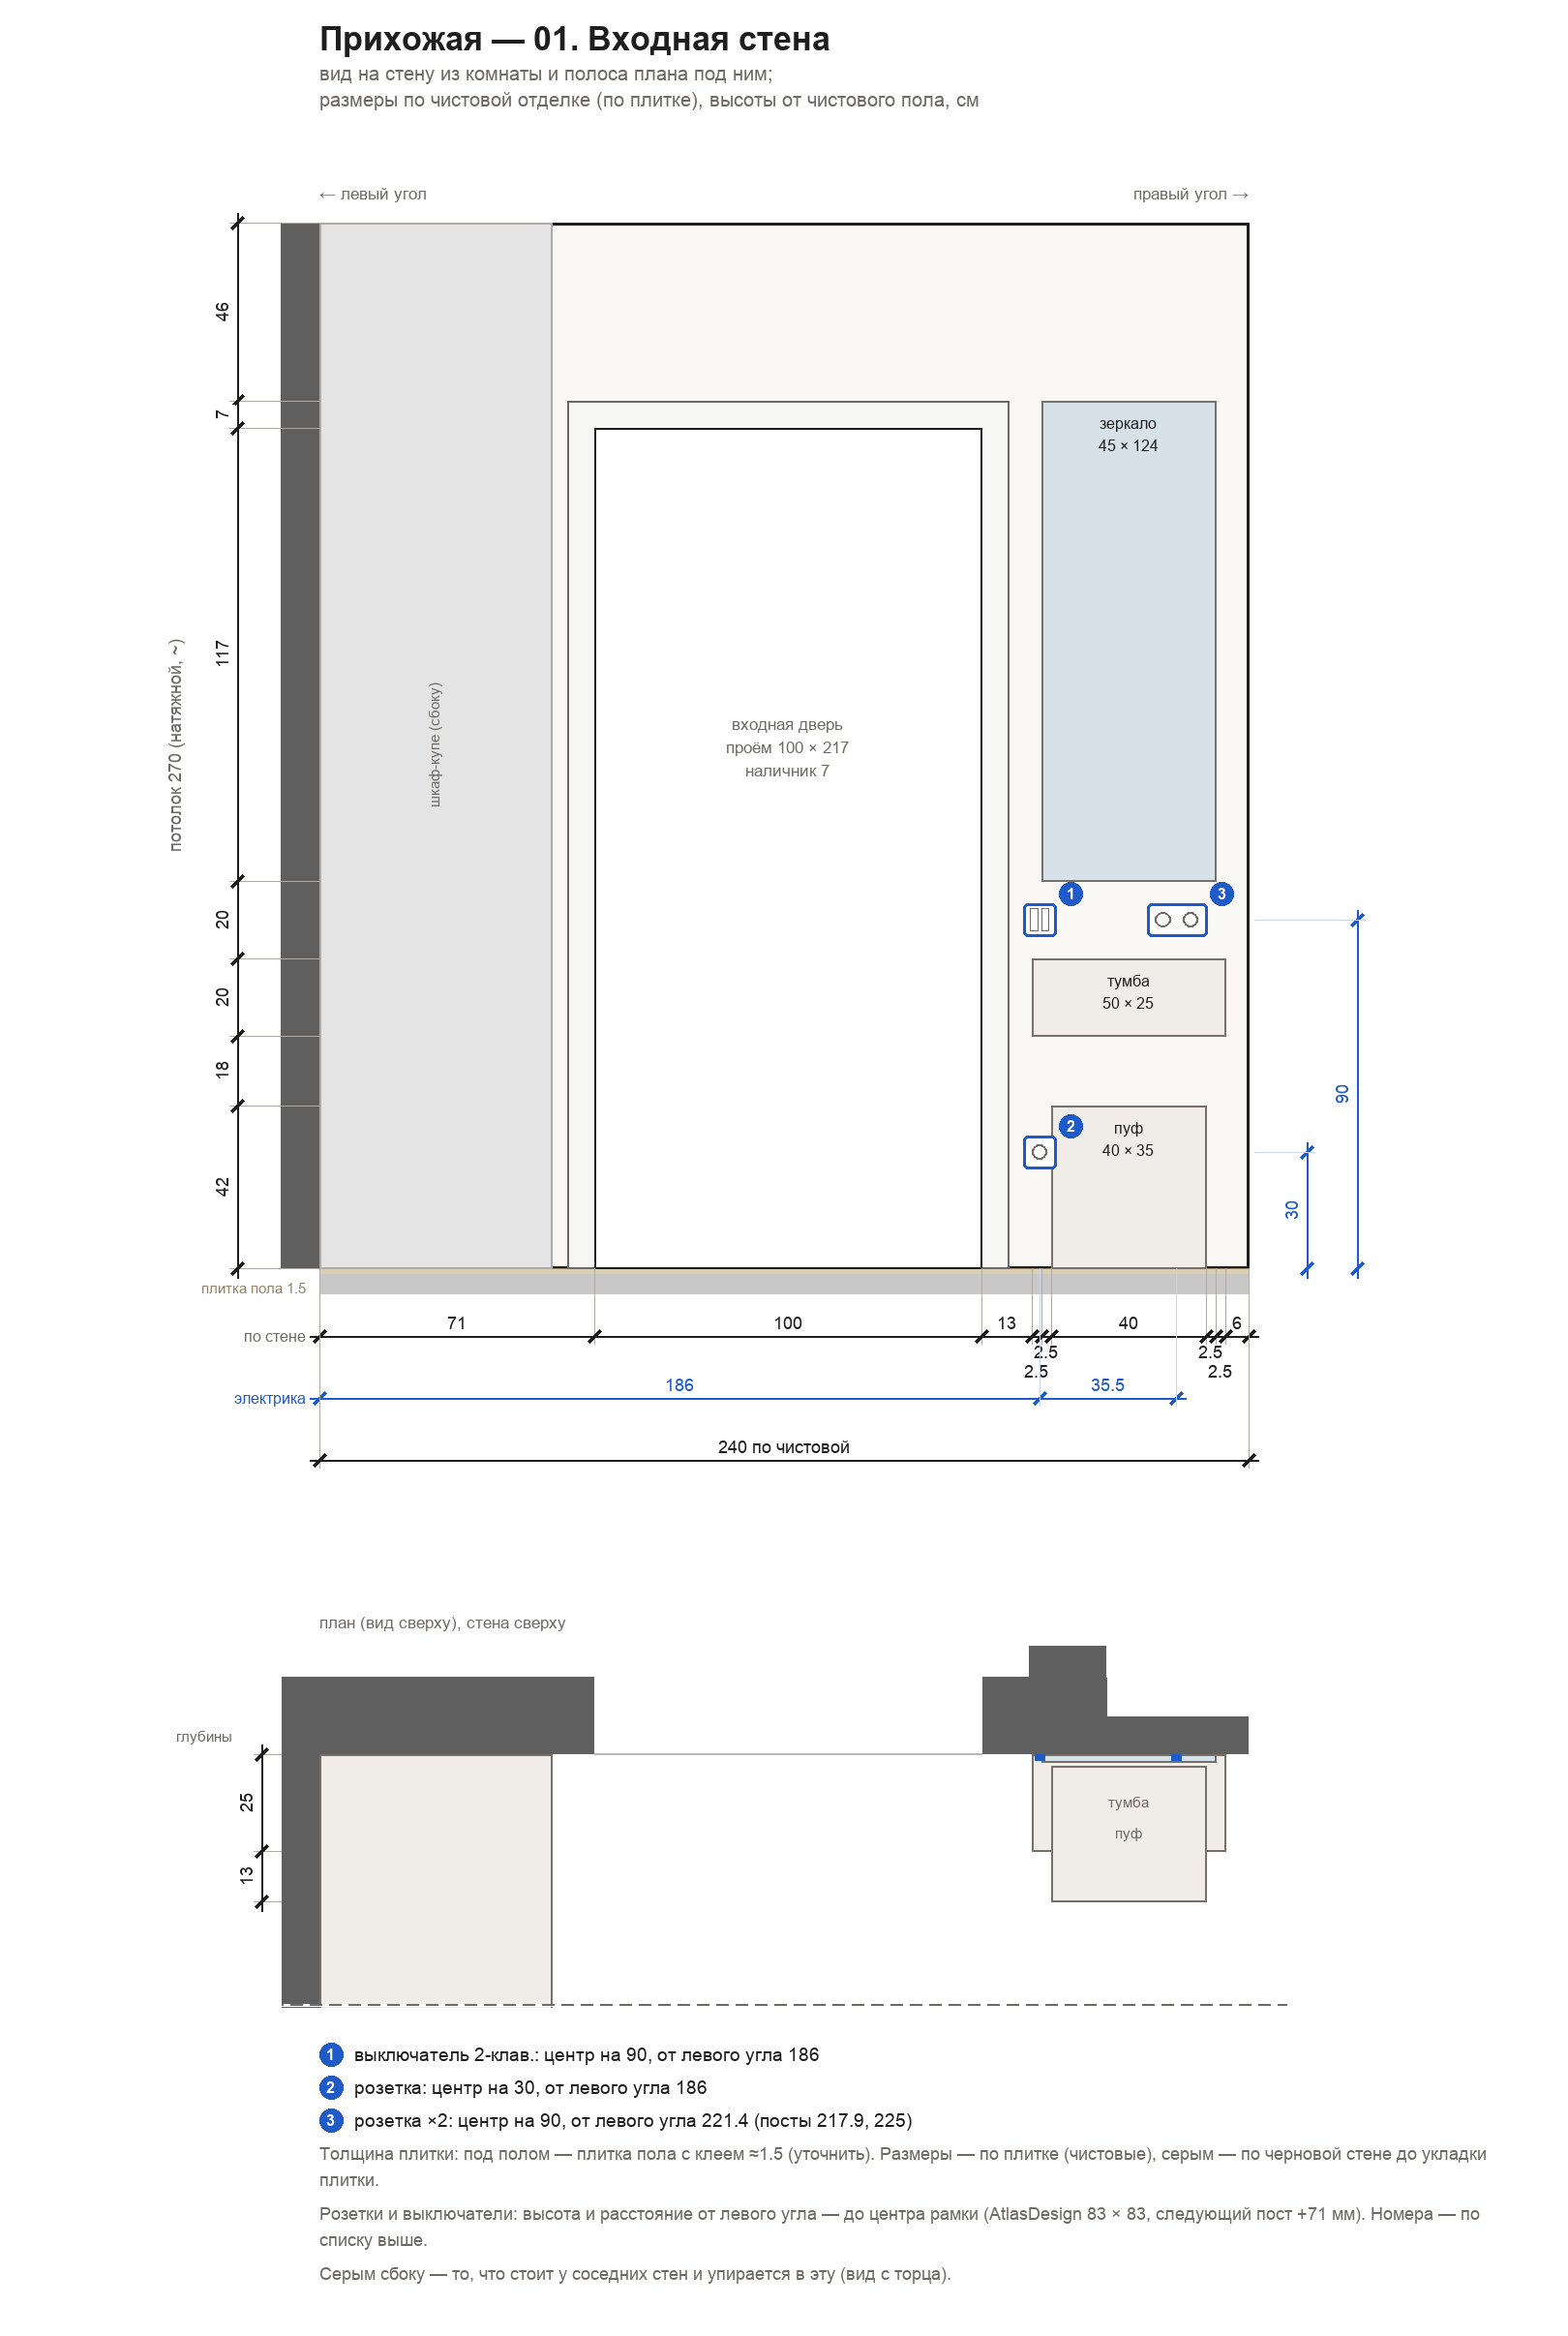 Прихожая — 01. Входная стена
вид на стену из комнаты и полоса плана под ним;
размеры по чистовой отделке (по плитке), высоты от чистового пола, см
← левый угол
правый угол →
46
7
117
20
20
18
42
потолок 270 (натяжной, ~)
шкаф-купе (сбоку)
входная дверь
проём 100 × 217
наличник 7
зеркало
45 × 124
1
3
тумба
50 × 25
2
пуф
40 × 35
90
30
плитка пола 1.5
по стене
71
100
13
2.5
2.5
40
2.5
2.5
6
электрика
186
35.5
240 по чистовой
план (вид сверху), стена сверху
глубины
25
13
тумба
пуф
1 выключатель 2-клав.: центр на 90, от левого угла 186
2 розетка: центр на 30, от левого угла 186
3 розетка ×2: центр на 90, от левого угла 221.4 (посты 217.9, 225)
Толщина плитки: под полом — плитка пола с клеем ≈1.5 (уточнить). Размеры — по плитке (чистовые), серым — по черновой стене до укладки
плитки.
Розетки и выключатели: высота и расстояние от левого угла — до центра рамки (AtlasDesign 83 × 83, следующий пост +71 мм). Номера — по
списку выше.
Серым сбоку — то, что стоит у соседних стен и упирается в эту (вид с торца).